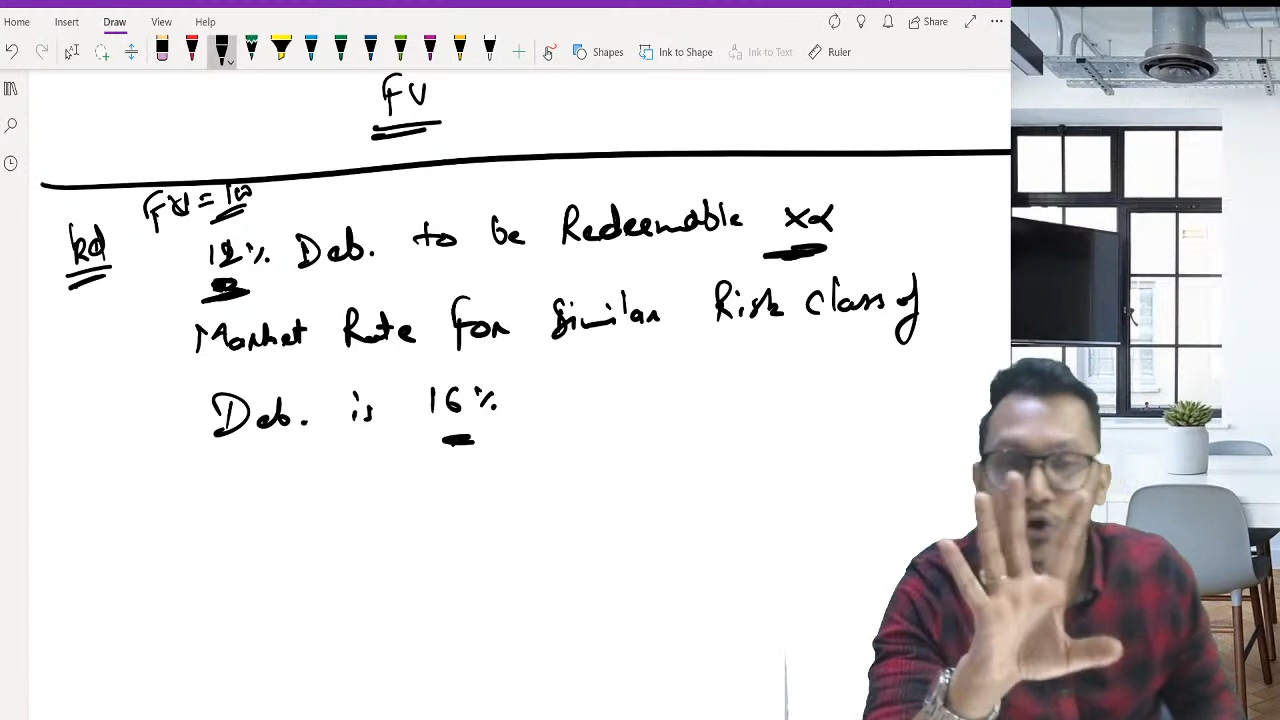 Home Insert Draw View Help Share
Shapes Ink to Shape Ink to Text Ruler
FV
FV = 100
kd 12% Deb. to be Redeemable
Market Rate for Similar Risk Class of
Deb. is 16%